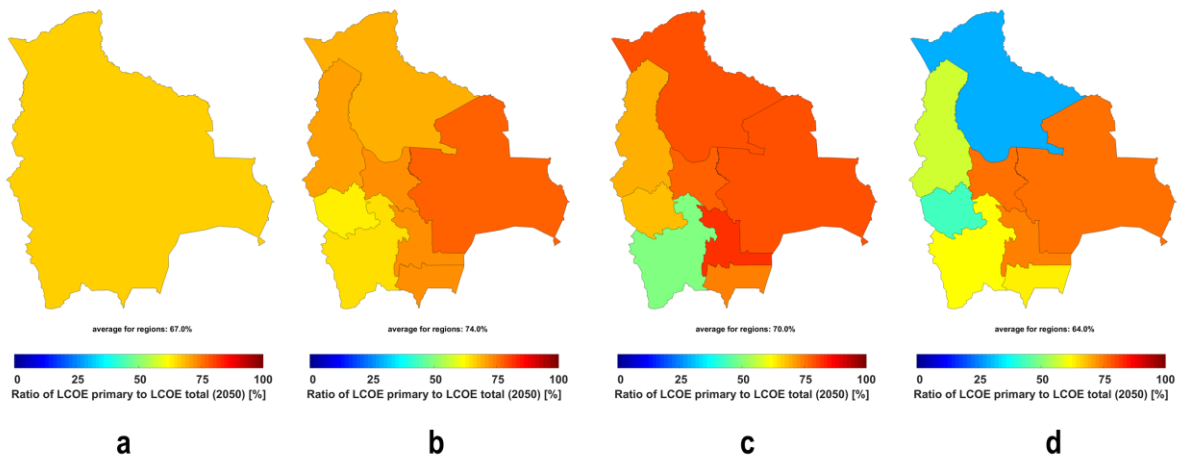 average for regions: 67.0%
average for regions: 74.0%
average for regions: 70.0%
average for regions: 64.0%
0 25 50 75 100
Ratio of LCOE primary to LCOE total (2050) [%]
0 25 50 75 100
Ratio of LCOE primary to LCOE total (2050) [%]
0 25 50 75 100
Ratio of LCOE primary to LCOE total (2050) [%]
0 25 50 75 100
Ratio of LCOE primary to LCOE total (2050) [%]
a
b
c
d